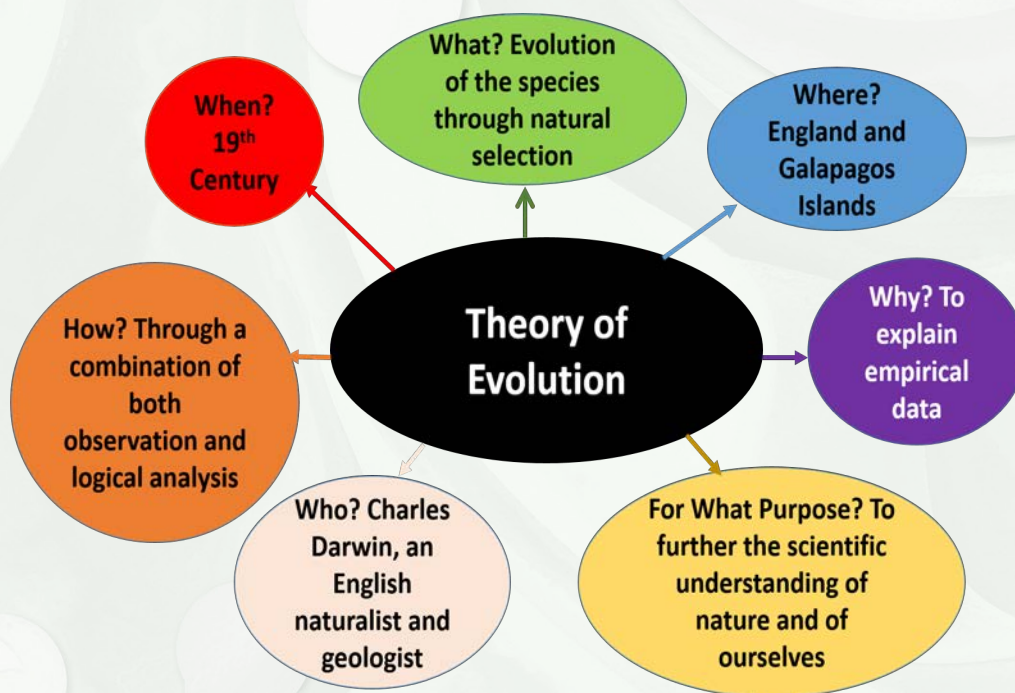 Theory of
Evolution
What? Evolution
of the species
through natural
selection
Where?
England and
Galapagos
Islands
Why? To
explain
empirical
data
For What Purpose? To
further the scientific
understanding of
nature and of
ourselves
Who? Charles
Darwin, an
English
naturalist and
geologist
How? Through a
combination of
both
observation and
logical analysis
When?
19th
Century